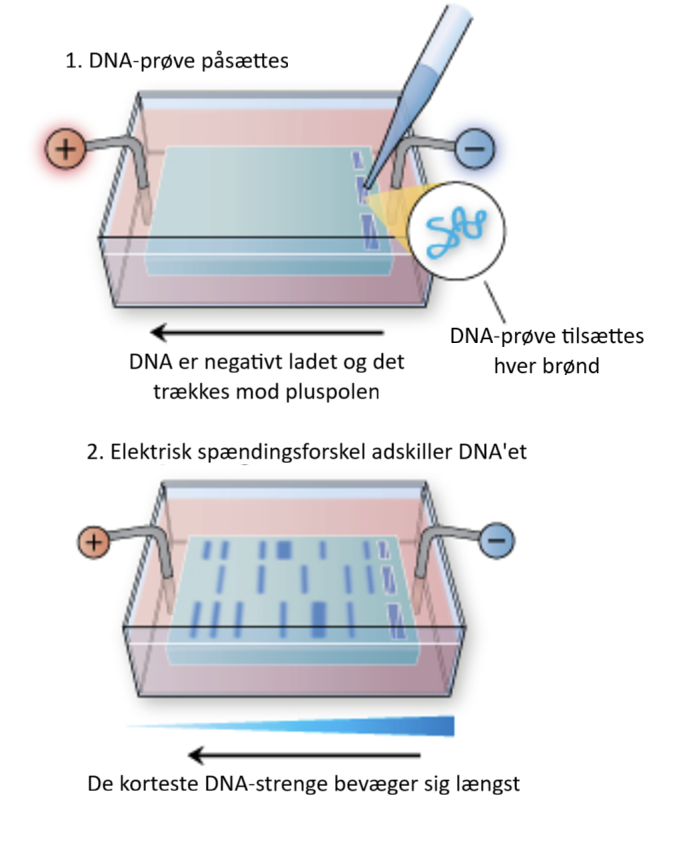 1. DNA-prøve påsættes
+
−
DNA-prøve tilsættes
hver brønd
DNA er negativt ladet og det
trækkes mod pluspolen
2. Elektrisk spændingsforskel adskiller DNA'et
+
−
De korteste DNA-strenge bevæger sig længst